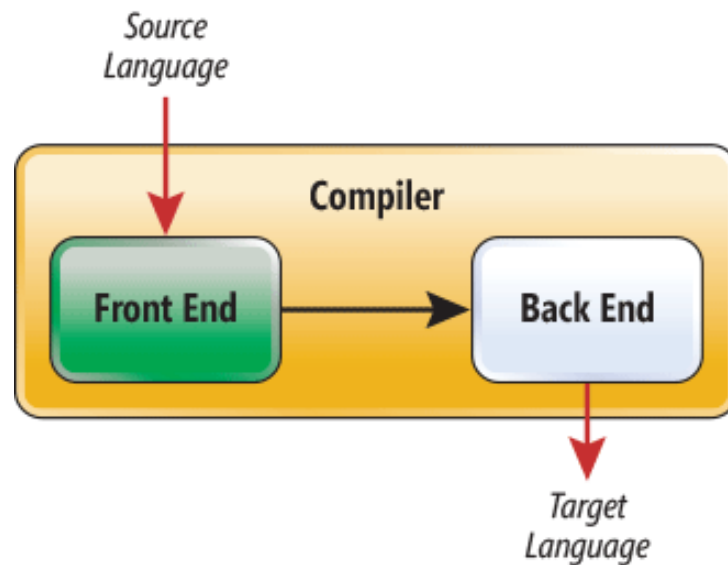 Source
Language
Compiler
Front End
Back End
Target
Language